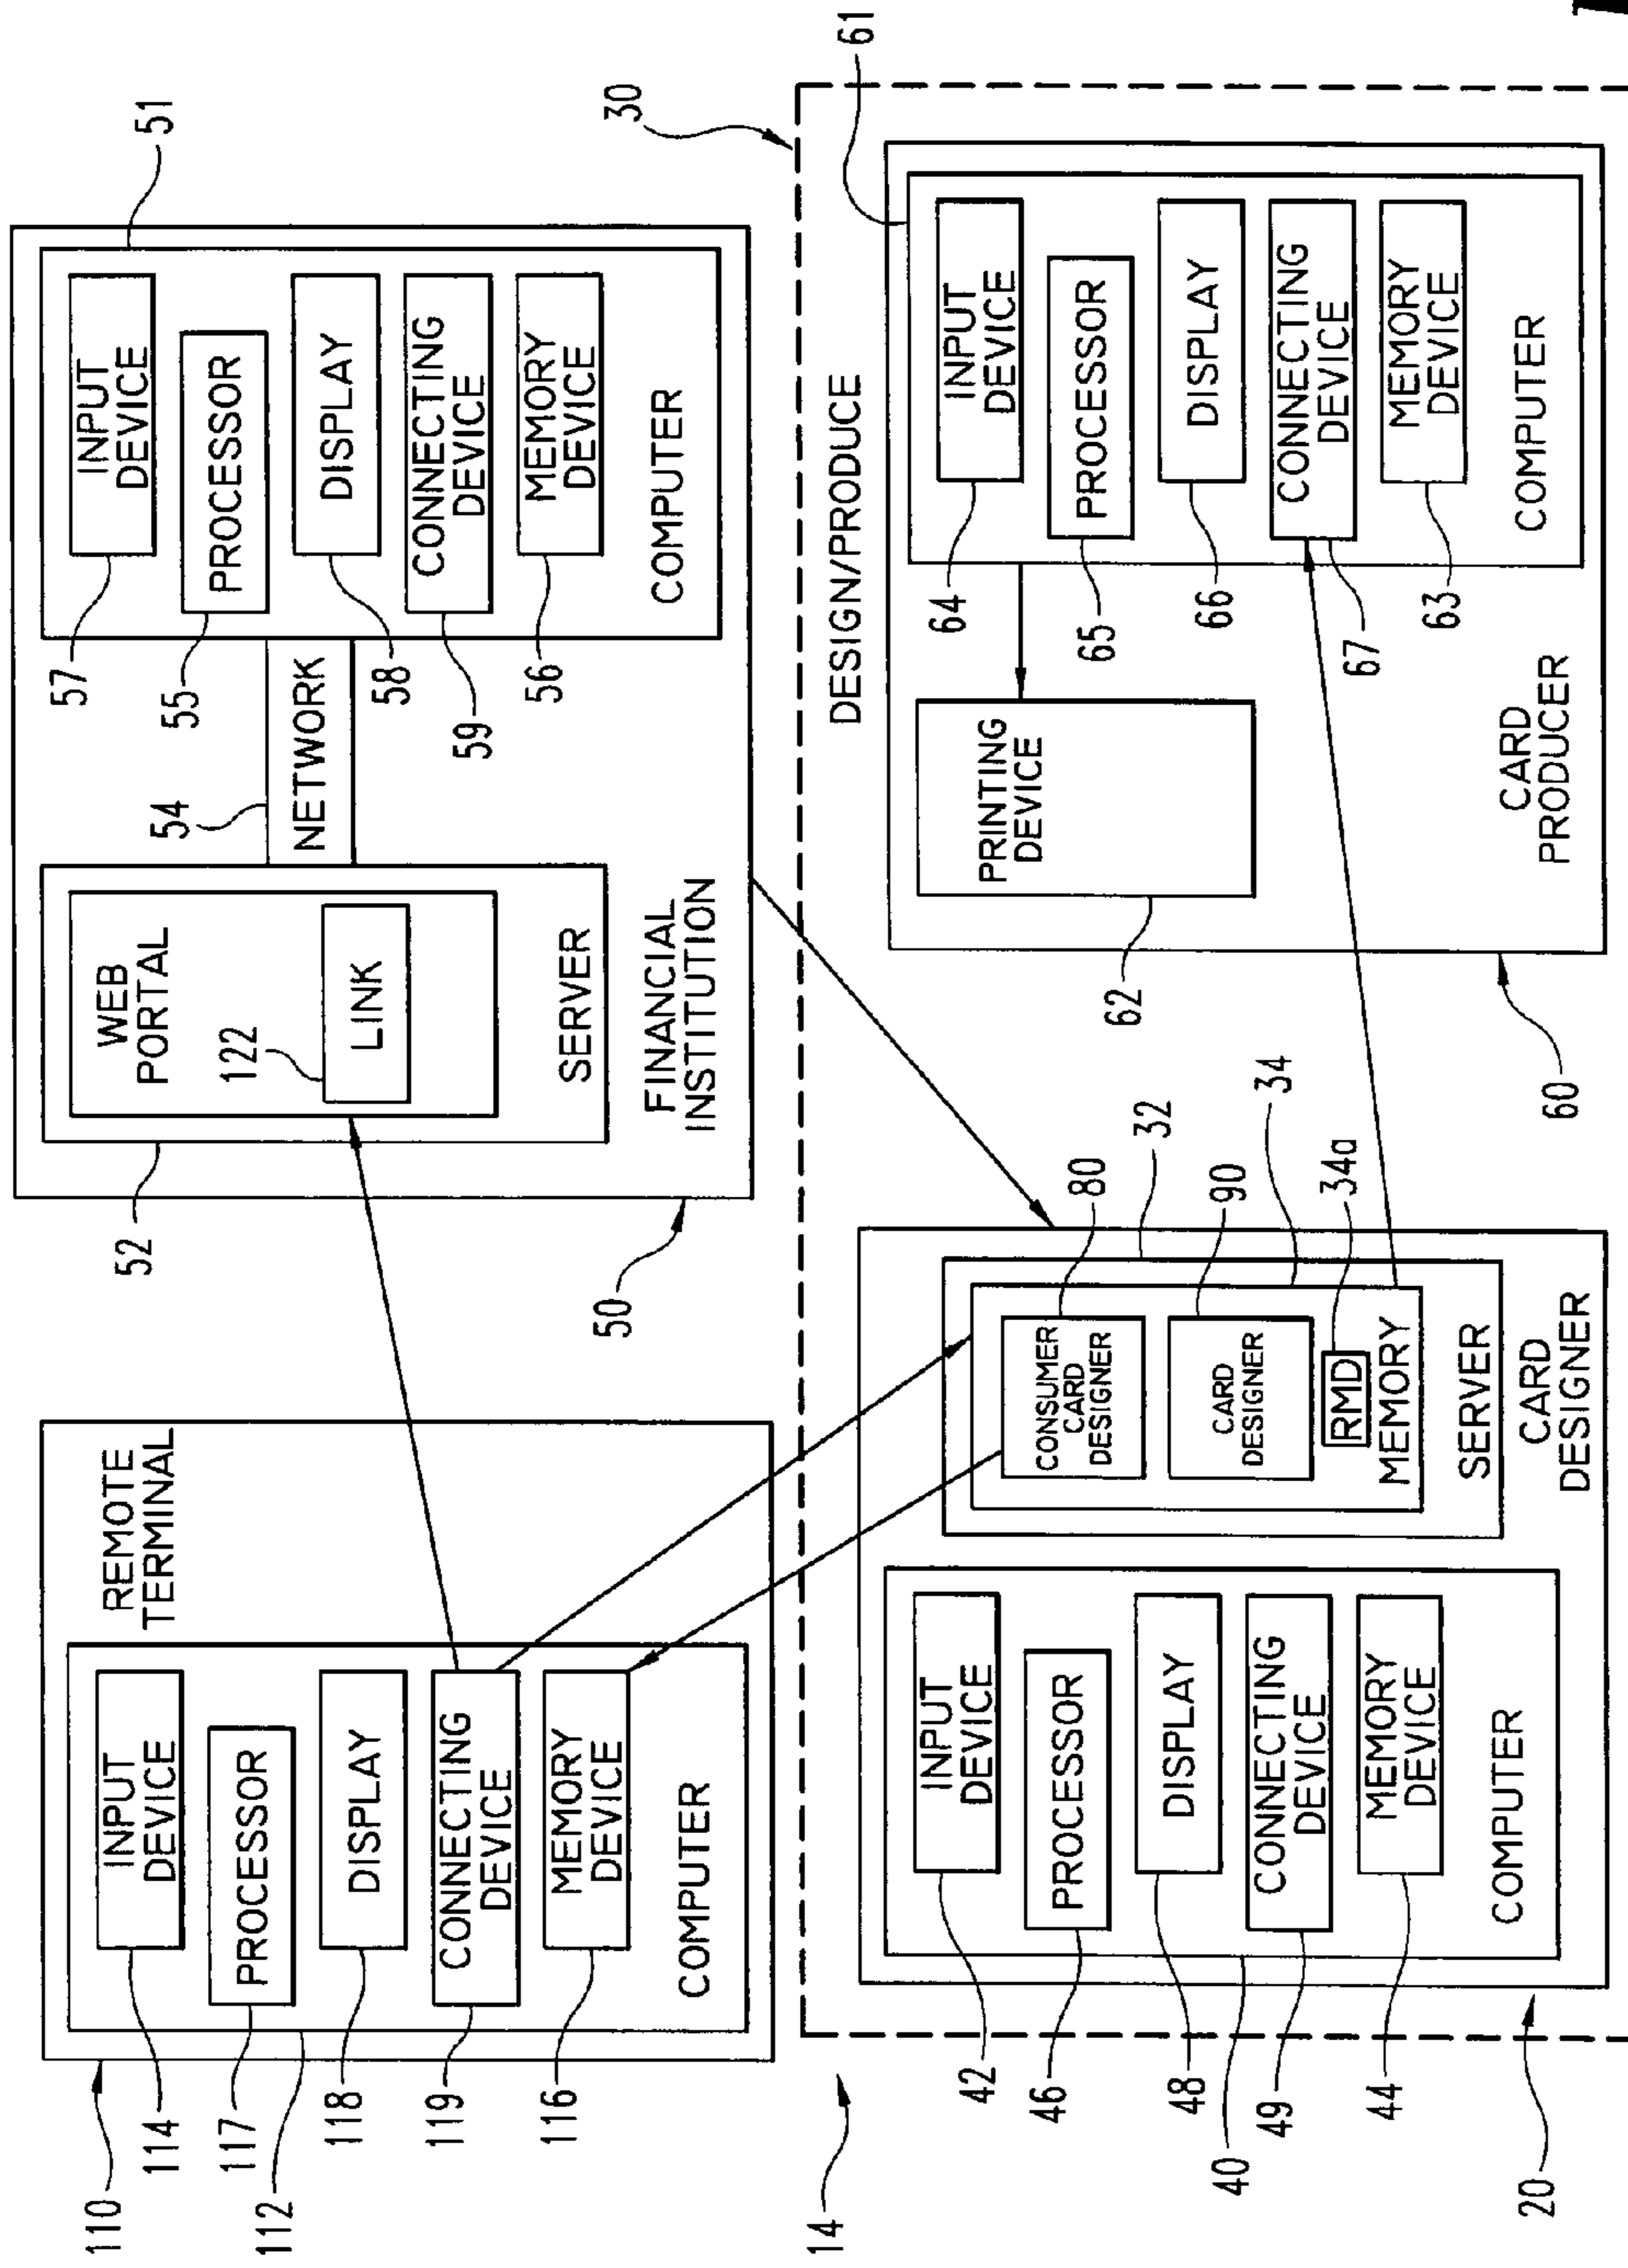 110
112
REMOTE
TERMINAL
114
INPUT
DEVICE
117
PROCESSOR
118
DISPLAY
119
CONNECTING
DEVICE
116
MEMORY
DEVICE
COMPUTER
50
52
WEB
PORTAL
122
LINK
SERVER
FINANCIAL
INSTITUTION
54
NETWORK
51
57
INPUT
DEVICE
55
PROCESSOR
58
DISPLAY
59
CONNECTING
DEVICE
56
MEMORY
DEVICE
COMPUTER
14
30
DESIGN/PRODUCE
20
40
42
INPUT
DEVICE
46
PROCESSOR
48
DISPLAY
49
CONNECTING
DEVICE
44
MEMORY
DEVICE
COMPUTER
32
34
80
CONSUMER
CARD
DESIGNER
90
CARD
DESIGNER
34a
RMD
MEMORY
SERVER
CARD
DESIGNER
60
62
PRINTING
DEVICE
CARD
PRODUCER
61
64
INPUT
DEVICE
65
PROCESSOR
66
DISPLAY
67
CONNECTING
DEVICE
63
MEMORY
DEVICE
COMPUTER